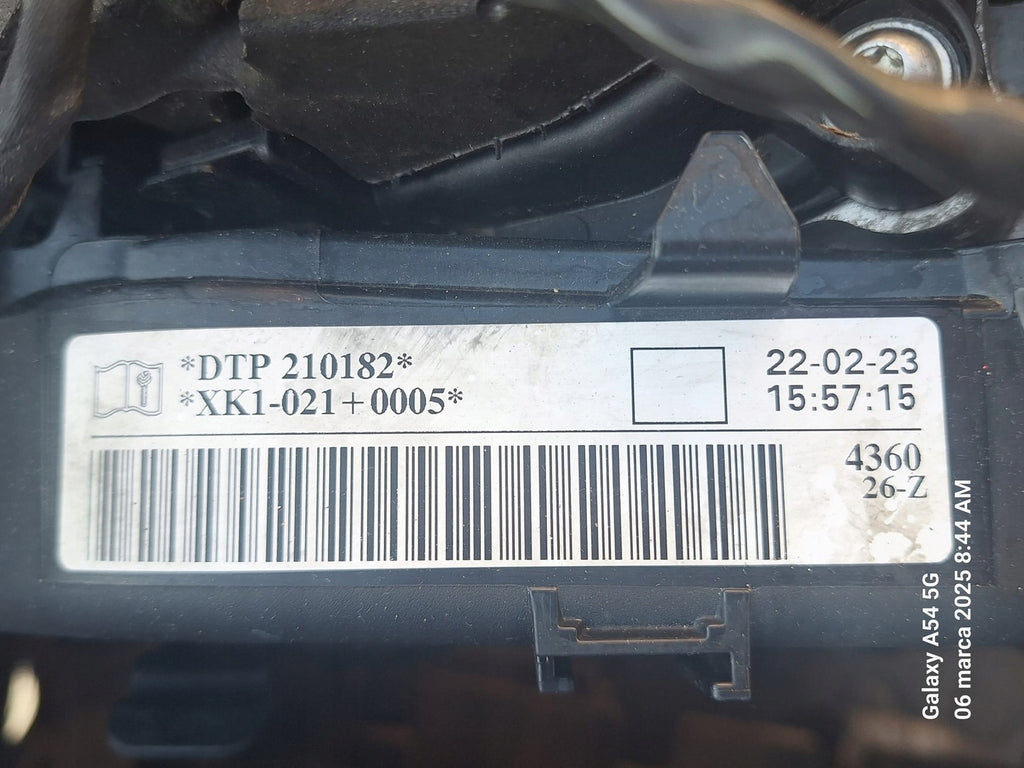 *DTP 210182*
*XK1-021+0005*
22-02-23
15:57:15
4360
26-Z
Galaxy A54 5G
06 marca 2025 8:44 AM